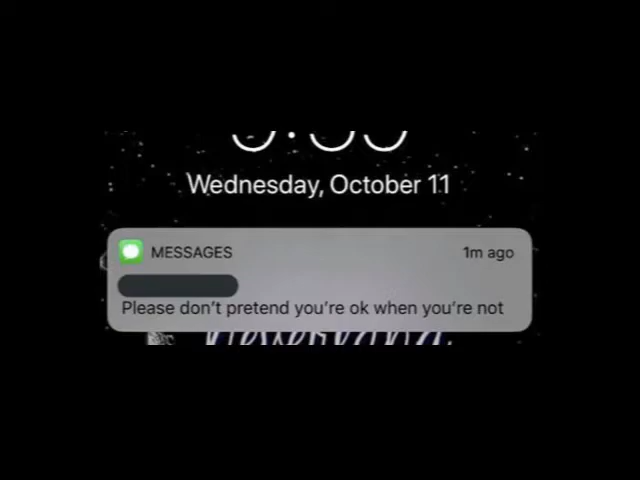 Wednesday, October 11
MESSAGES
1m ago
Please don't pretend you're ok when you're not